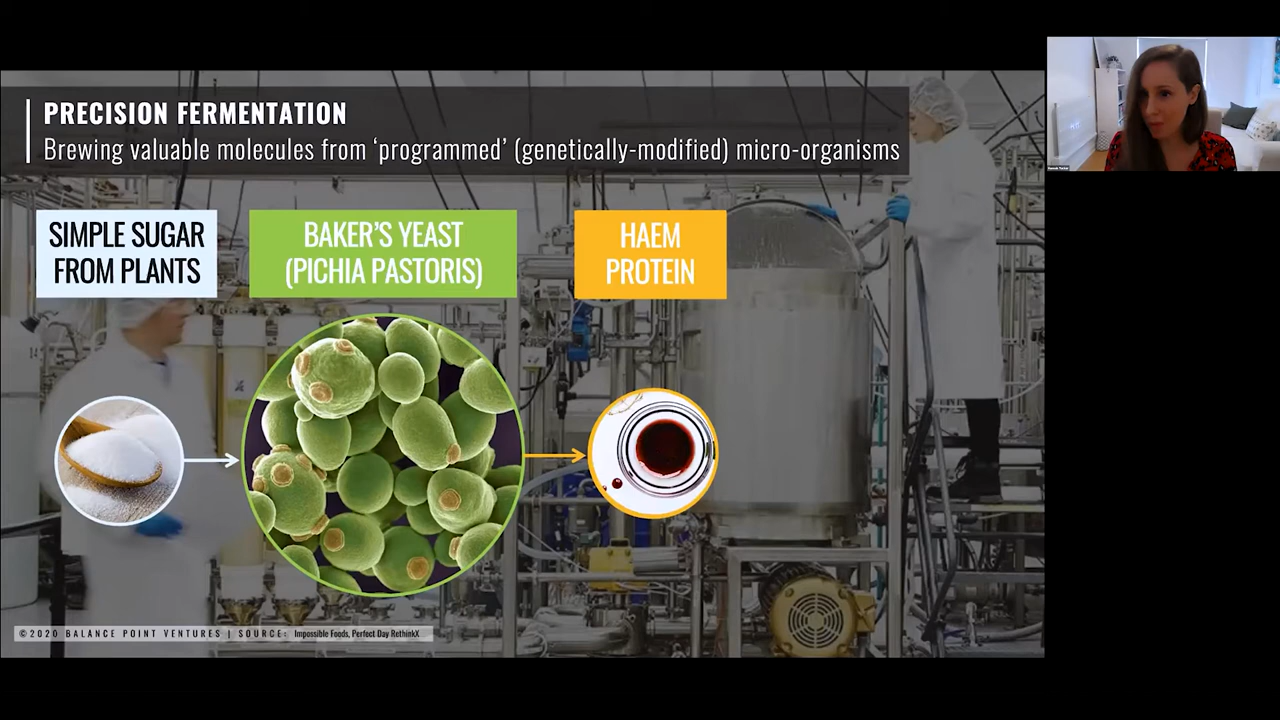 PRECISION FERMENTATION
Brewing valuable molecules from ‘programmed’ (genetically-modified) micro-organisms
SIMPLE SUGAR
FROM PLANTS
BAKER’S YEAST
(PICHIA PASTORIS)
HAEM
PROTEIN
©2020 BALANCE POINT VENTURES | SOURCE: Impossible Foods, Perfect Day RethinkX